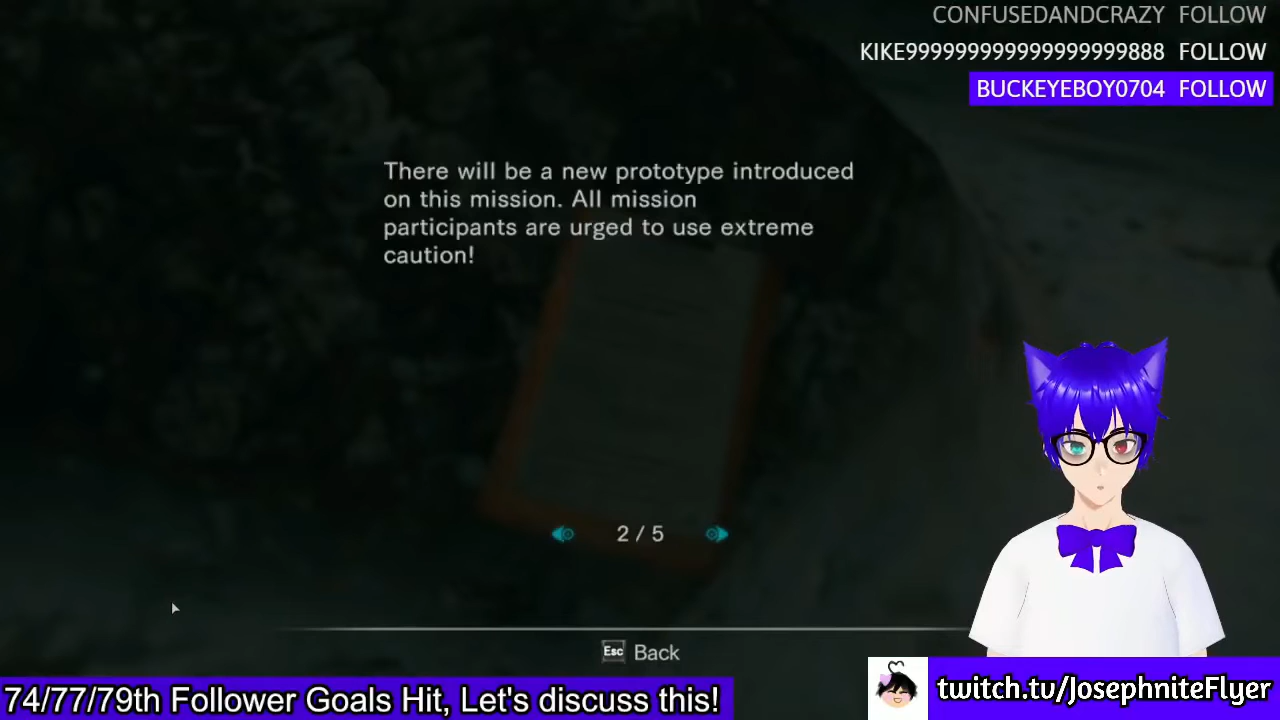 CONFUSEDANDCRAZY FOLLOW
KIKE999999999999999999888 FOLLOW
BUCKEYEBOY0704 FOLLOW
There will be a new prototype introduced
on this mission. All mission
participants are urged to use extreme
caution!
2 / 5
Esc Back
74/77/79th Follower Goals Hit, Let's discuss this!
twitch.tv/JosephniteFlyer